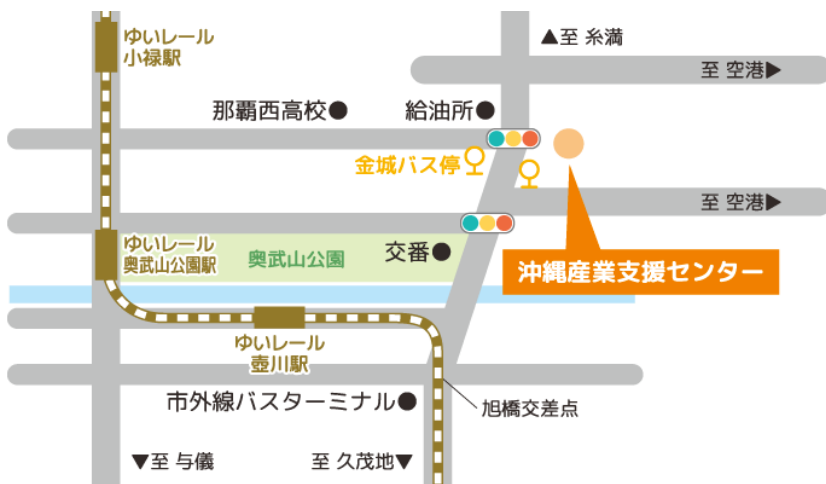 ゆいレール
小禄駅
▲至 糸満
至 空港▶
那覇西高校●
給油所●
金城バス停
至 空港▶
ゆいレール
奥武山公園駅
奥武山公園
交番●
沖縄産業支援センター
ゆいレール
壺川駅
市外線バスターミナル●
旭橋交差点
▼至 与儀
至 久茂地▼